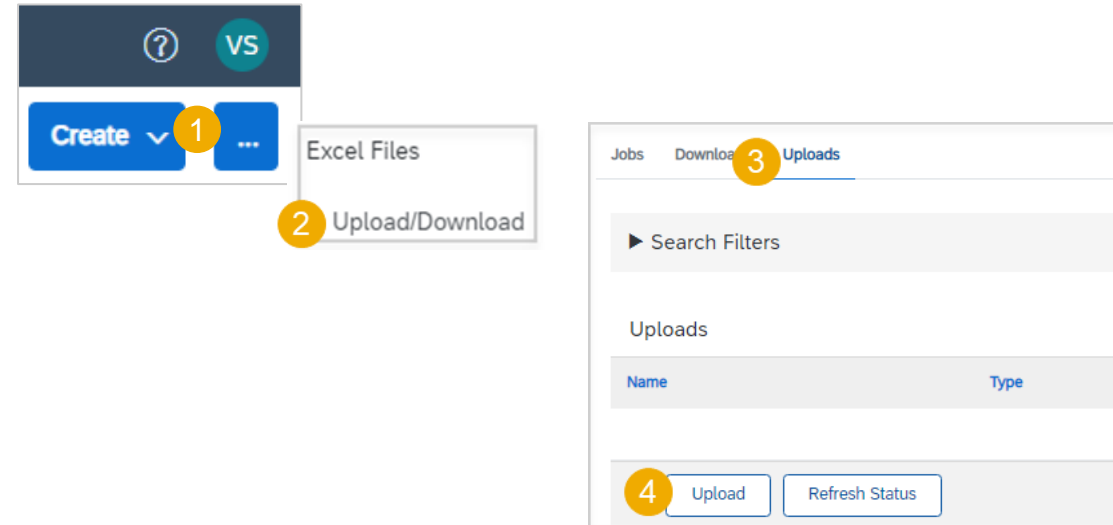 ? VS
Create 1 ...
Excel Files
2 Upload/Download
Jobs Downloa 3 Uploads
Search Filters
Uploads
Name Type
4 Upload Refresh Status